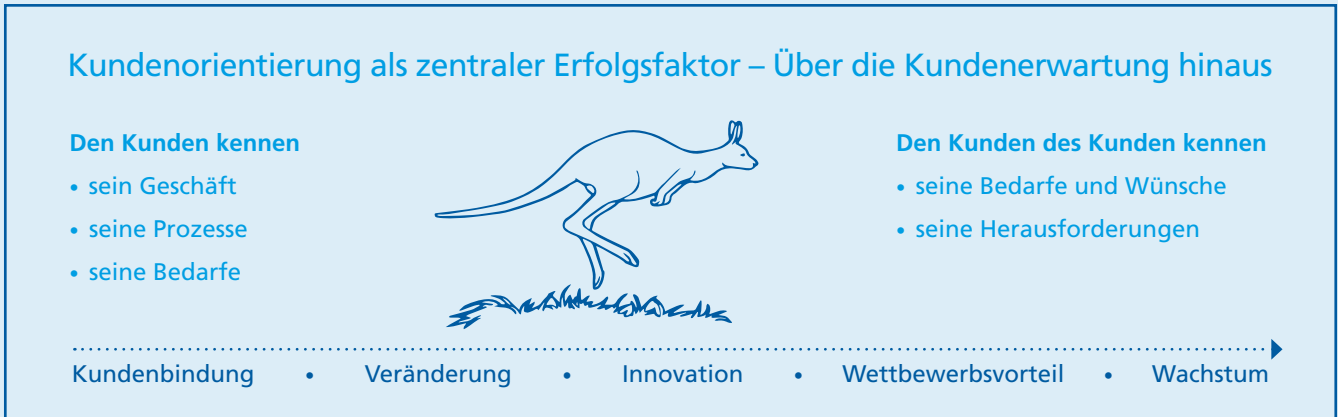 Kundenorientierung als zentraler Erfolgsfaktor – Über die Kundenerwartung hinaus
Den Kunden kennen
• sein Geschäft
• seine Prozesse
• seine Bedarfe
Den Kunden des Kunden kennen
• seine Bedarfe und Wünsche
• seine Herausforderungen
Kundenbindung • Veränderung • Innovation • Wettbewerbsvorteil • Wachstum